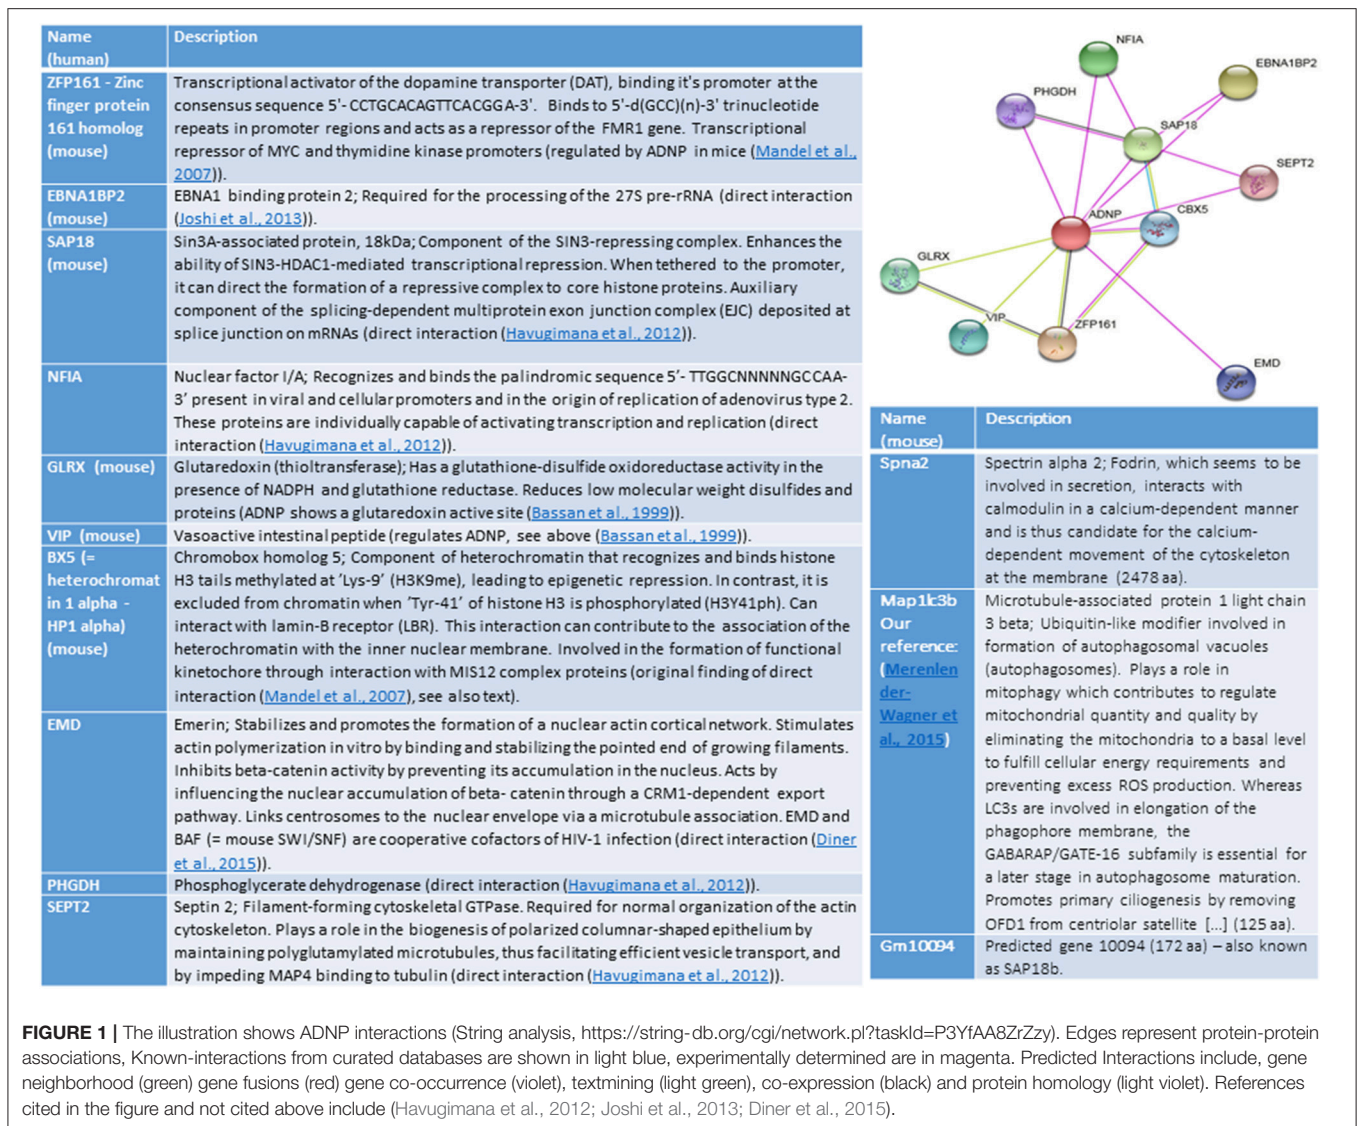 Name
(human)
Description
ZFP161 - Zinc
finger protein
161 homolog
(mouse)
Transcriptional activator of the dopamine transporter (DAT), binding it's promoter at the
consensus sequence 5'- CCTGCACAGTTCACGGA-3'. Binds to 5'-d(GCC)(n)-3' trinucleotide
repeats in promoter regions and acts as a repressor of the FMR1 gene. Transcriptional
repressor of MYC and thymidine kinase promoters (regulated by ADNP in mice (Mandel et al.,
2007)).
EBNA1BP2
(mouse)
EBNA1 binding protein 2; Required for the processing of the 27S pre-rRNA (direct interaction
(Joshi et al., 2013)).
SAP18
(mouse)
Sin3A-associated protein, 18kDa; Component of the SIN3-repressing complex. Enhances the
ability of SIN3-HDAC1-mediated transcriptional repression. When tethered to the promoter,
it can direct the formation of a repressive complex to core histone proteins. Auxiliary
component of the splicing-dependent multiprotein exon junction complex (EJC) deposited at
splice junction on mRNAs (direct interaction (Havugimana et al., 2012)).
NFIA
Nuclear factor I/A; Recognizes and binds the palindromic sequence 5’- TTGGCNNNNNGCCAA-
3’ present in viral and cellular promoters and in the origin of replication of adenovirus type 2.
These proteins are individually capable of activating transcription and replication (direct
interaction (Havugimana et al., 2012)).
GLRX (mouse)
Glutaredoxin (thioltransferase); Has a glutathione-disulfide oxidoreductase activity in the
presence of NADPH and glutathione reductase. Reduces low molecular weight disulfides and
proteins (ADNP shows a glutaredoxin active site (Bassan et al., 1999)).
VIP (mouse)
Vasoactive intestinal peptide (regulates ADNP, see above (Bassan et al., 1999)).
BX5 (=
heterochromat
in 1 alpha -
HP1 alpha)
(mouse)
Chromobox homolog 5; Component of heterochromatin that recognizes and binds histone
H3 tails methylated at ’Lys-9’ (H3K9me), leading to epigenetic repression. In contrast, it is
excluded from chromatin when ’Tyr-41’ of histone H3 is phosphorylated (H3Y41ph). Can
interact with lamin-B receptor (LBR). This interaction can contribute to the association of the
heterochromatin with the inner nuclear membrane. Involved in the formation of functional
kinetochore through interaction with MIS12 complex proteins (original finding of direct
interaction (Mandel et al., 2007), see also text).
EMD
Emerin; Stabilizes and promotes the formation of a nuclear actin cortical network. Stimulates
actin polymerization in vitro by binding and stabilizing the pointed end of growing filaments.
Inhibits beta-catenin activity by preventing its accumulation in the nucleus. Acts by
influencing the nuclear accumulation of beta- catenin through a CRM1-dependent export
pathway. Links centrosomes to the nuclear envelope via a microtubule association. EMD and
BAF (= mouse SWI/SNF) are cooperative cofactors of HIV-1 infection (direct interaction (Diner
et al., 2015)).
PHGDH
Phosphoglycerate dehydrogenase (direct interaction (Havugimana et al., 2012)).
SEPT2
Septin 2; Filament-forming cytoskeletal GTPase. Required for normal organization of the actin
cytoskeleton. Plays a role in the biogenesis of polarized columnar-shaped epithelium by
maintaining polyglutamylated microtubules, thus facilitating efficient vesicle transport, and
by impeding MAP4 binding to tubulin (direct interaction (Havugimana et al., 2012)).
NFIA
EBNA1BP2
PHGDH
SAP18
SEPT2
ADNP
CBX5
GLRX
VIP
ZFP161
EMD
Name
(mouse)
Description
Spna2
Spectrin alpha 2; Fodrin, which seems to be
involved in secretion, interacts with
calmodulin in a calcium-dependent manner
and is thus candidate for the calcium-
dependent movement of the cytoskeleton
at the membrane (2478 aa).
Map1lc3b
Our
reference:
(Merenlen
der-
Wagner et
al., 2015)
Microtubule-associated protein 1 light chain
3 beta; Ubiquitin-like modifier involved in
formation of autophagosomal vacuoles
(autophagosomes). Plays a role in
mitophagy which contributes to regulate
mitochondrial quantity and quality by
eliminating the mitochondria to a basal level
to fulfill cellular energy requirements and
preventing excess ROS production. Whereas
LC3s are involved in elongation of the
phagophore membrane, the
GABARAP/GATE-16 subfamily is essential for
a later stage in autophagosome maturation.
Promotes primary ciliogenesis by removing
OFD1 from centriolar satellite [...] (125 aa).
Gm10094
Predicted gene 10094 (172 aa) – also known
as SAP18b.
FIGURE 1 | The illustration shows ADNP interactions (String analysis, https://string-db.org/cgi/network.pl?taskId=P3YfAA8ZrZzy). Edges represent protein-protein
associations, Known-interactions from curated databases are shown in light blue, experimentally determined are in magenta. Predicted Interactions include, gene
neighborhood (green) gene fusions (red) gene co-occurrence (violet), textmining (light green), co-expression (black) and protein homology (light violet). References
cited in the figure and not cited above include (Havugimana et al., 2012; Joshi et al., 2013; Diner et al., 2015).